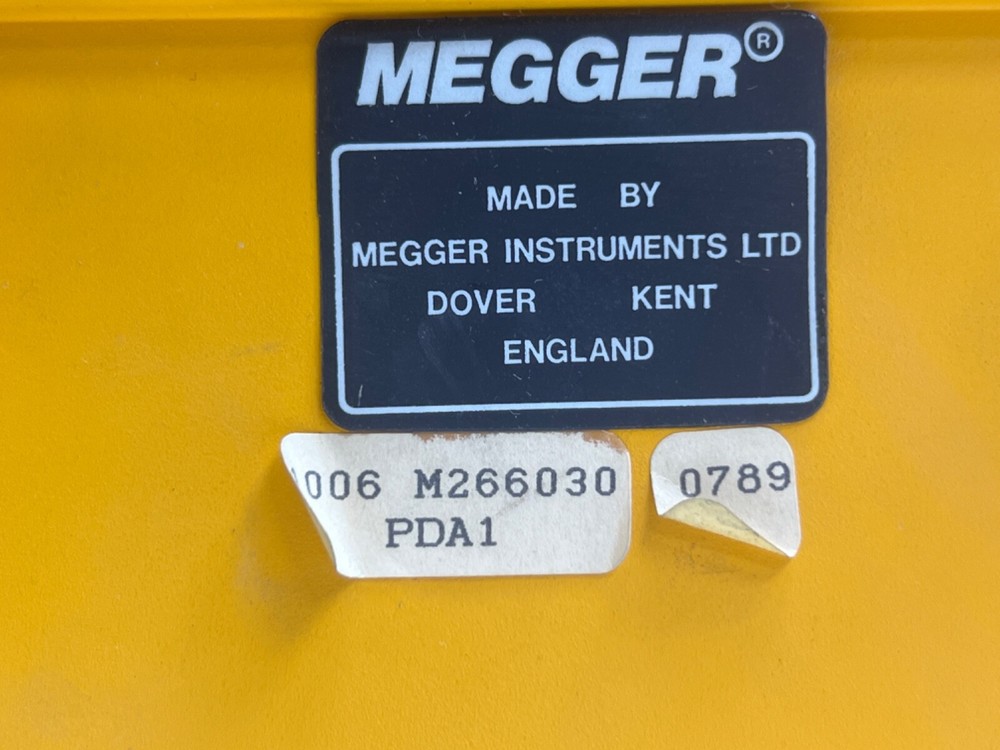 MEGGER®
MADE BY
MEGGER INSTRUMENTS LTD
DOVER KENT
ENGLAND
006 M266030 0789
PDA1